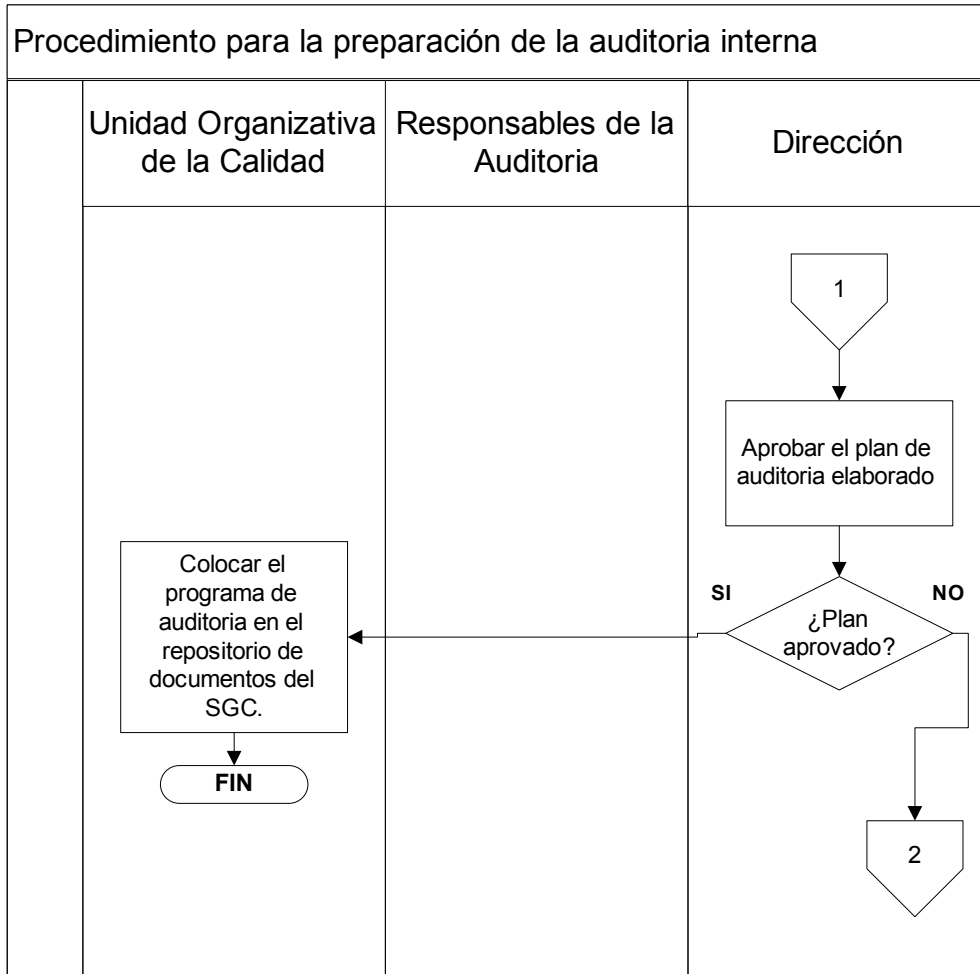 Procedimiento para la preparación de la auditoria interna
Unidad Organizativa
de la Calidad
Responsables de la
Auditoria
Dirección
1
Aprobar el plan de
auditoria elaborado
SI
NO
¿Plan
aprovado?
Colocar el
programa de
auditoria en el
repositorio de
documentos del
SGC.
FIN
2